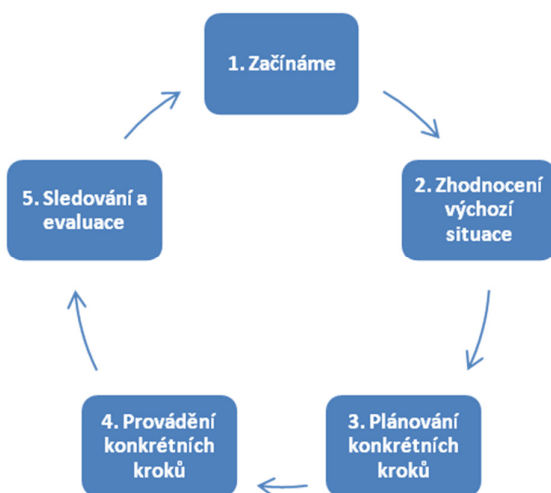 1. Začínáme
2. Zhodnocení
výchozí
situace
3. Plánování
konkrétních
kroků
4. Provádění
konkrétních
kroků
5. Sledování a
evaluace